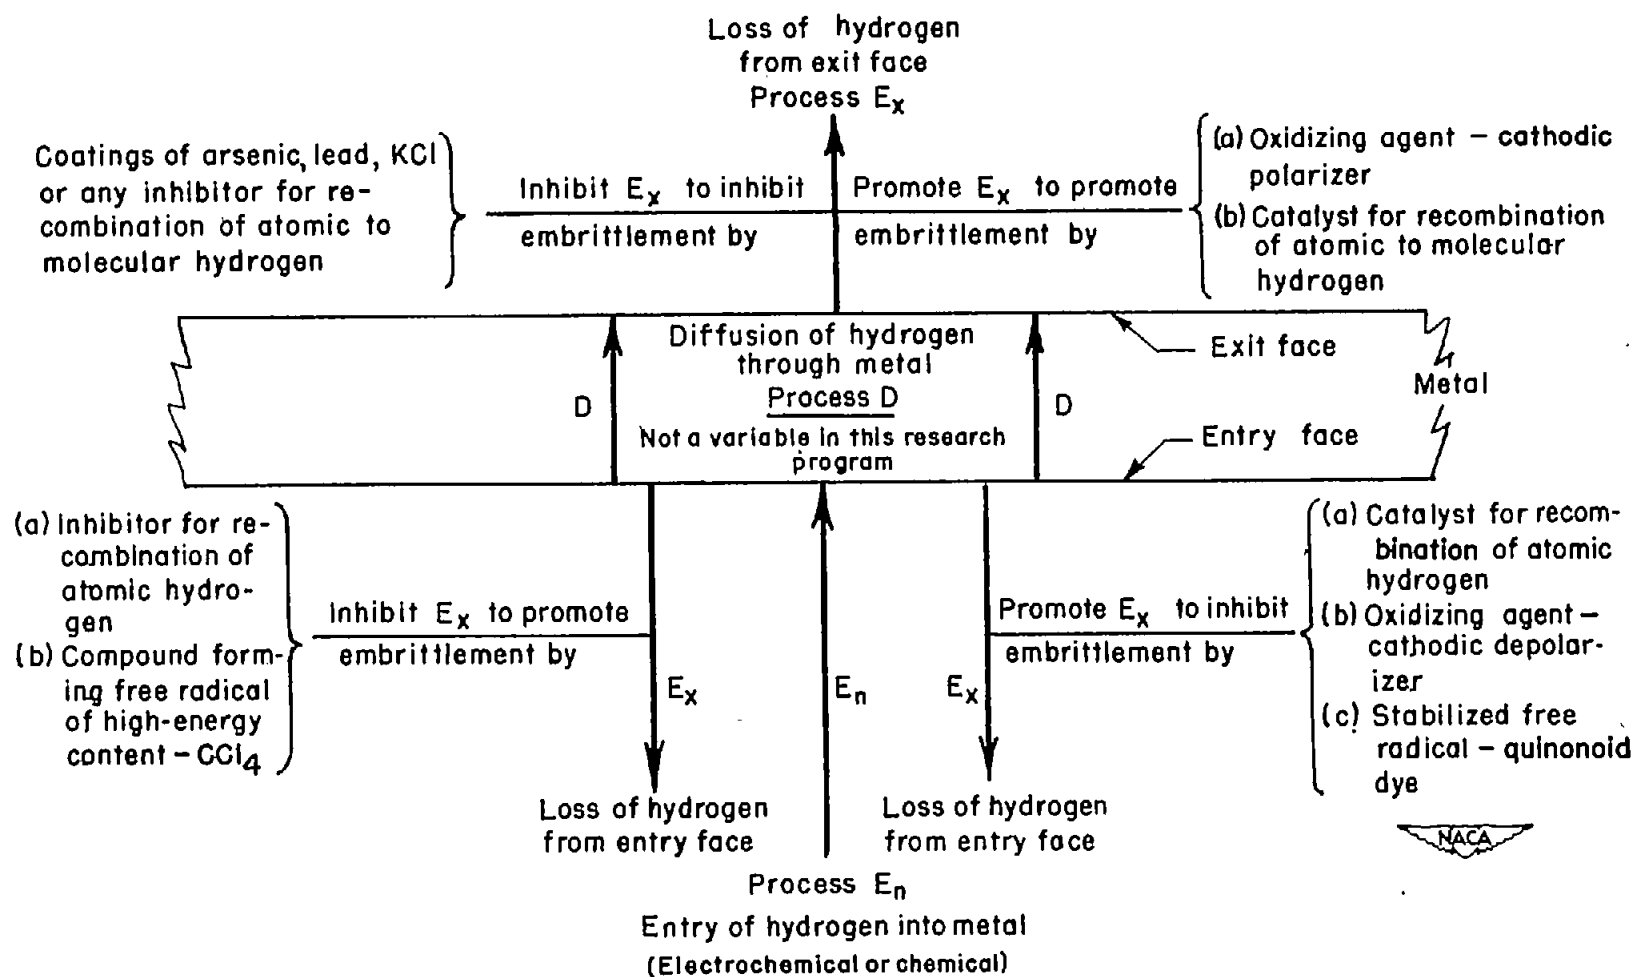 Loss of hydrogen
from exit face
Process Ex
Coatings of arsenic, lead, KCl
or any inhibitor for re-
combination of atomic to
molecular hydrogen
Inhibit Ex to inhibit
embrittlement by
Promote Ex to promote
embrittlement by
(a) Oxidizing agent – cathodic
polarizer
(b) Catalyst for recombination
of atomic to molecular
hydrogen
Diffusion of hydrogen
through metal
Process D
Not a variable in this research
program
D
D
Exit face
Metal
Entry face
(a) Inhibitor for re-
combination of
atomic hydro-
gen
(b) Compound form-
ing free radical
of high-energy
content – CCl4
Inhibit Ex to promote
embrittlement by
Ex
En
Ex
Promote Ex to inhibit
embrittlement by
(a) Catalyst for recom-
bination of atomic
hydrogen
(b) Oxidizing agent –
cathodic depolar-
izer
(c) Stabilized free
radical – quinonoid
dye
Loss of hydrogen
from entry face
Loss of hydrogen
from entry face
NACA
Process En
Entry of hydrogen into metal
(Electrochemical or chemical)